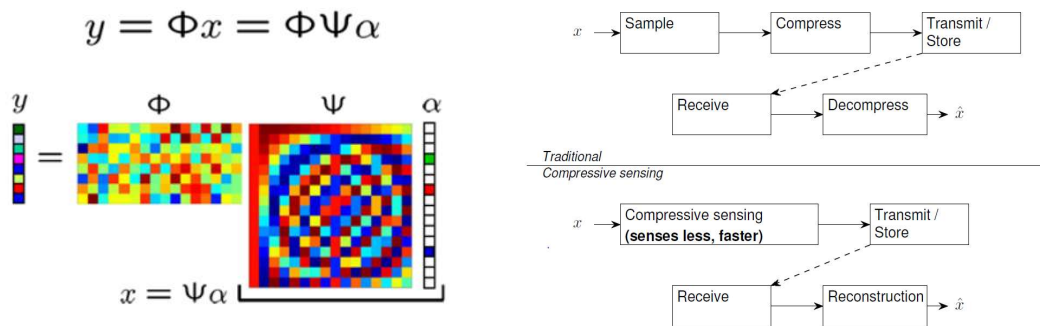 y = Φx = ΦΨα
y Φ Ψ α
=
x = Ψα
x Sample Compress Transmit /
Store
Receive Decompress x̂
Traditional
Compressive sensing
x Compressive sensing Transmit /
(senses less, faster) Store
Receive Reconstruction x̂